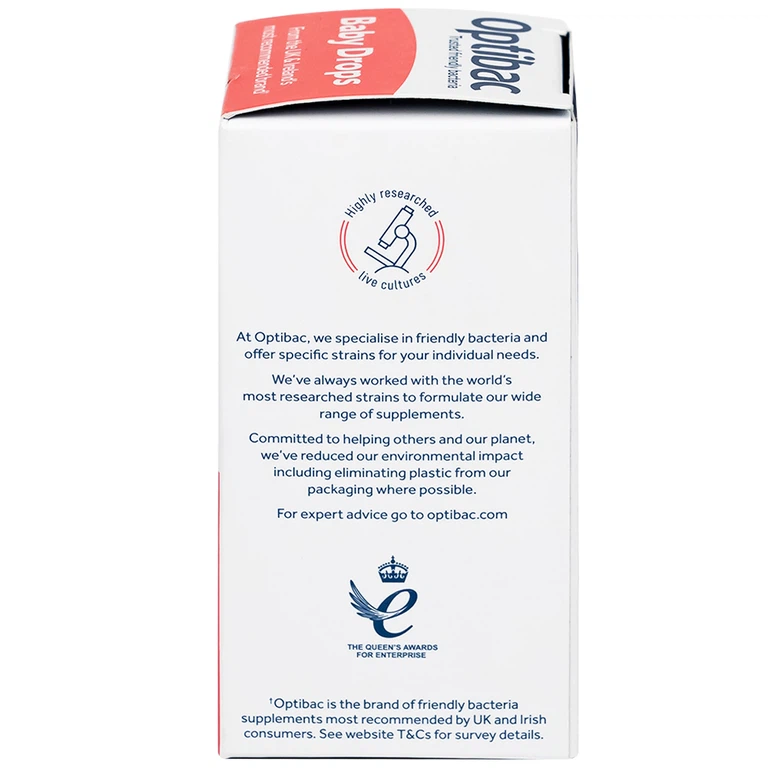 Optibac
Trusted friendly bacteria
Baby Drops
From the UK & Ireland's
most recommended brand†
Highly researched
live cultures
At Optibac, we specialise in friendly bacteria and
offer specific strains for your individual needs.
We've always worked with the world's
most researched strains to formulate our wide
range of supplements.
Committed to helping others and our planet,
we've reduced our environmental impact
including eliminating plastic from our
packaging where possible.
For expert advice go to optibac.com
THE QUEEN'S AWARDS
FOR ENTERPRISE
†Optibac is the brand of friendly bacteria
supplements most recommended by UK and Irish
consumers. See website T&Cs for survey details.